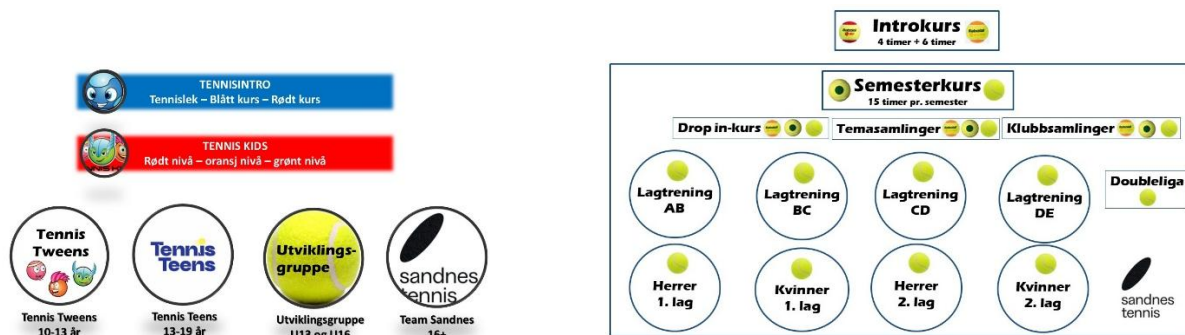 TENNISINTRO
Tennislek – Blått kurs – Rødt kurs
TENNIS KIDS
Rødt nivå – oransj nivå – grønt nivå
Tennis
Tweens
Tennis
Teens
Utviklings-
gruppe
sandnes
tennis
Tennis Tweens
10-13 år
Tennis Teens
13-19 år
Utviklingsgruppe
U13 og U16
Team Sandnes
16+
Introkurs
4 timer + 6 timer
Semesterkurs
15 timer pr. semester
Drop in-kurs
Temasamlinger
Klubbsamlinger
Lagtrening
AB
Lagtrening
BC
Lagtrening
CD
Lagtrening
DE
Doubleliga
Herrer
1. lag
Kvinner
1. lag
Herrer
2. lag
Kvinner
2. lag
sandnes
tennis